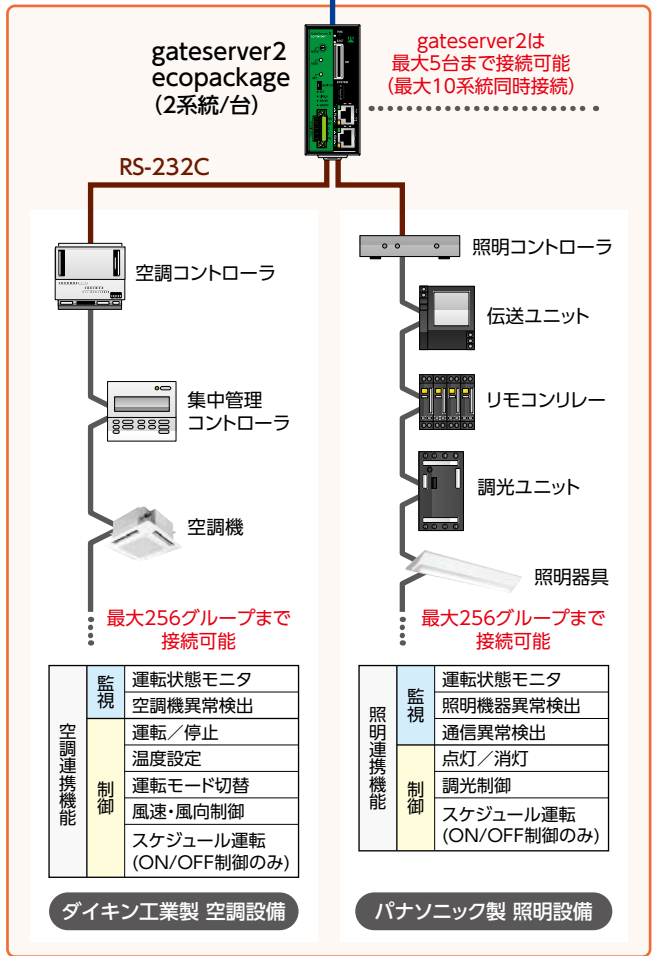 gateserver2
ecopackage
（2系統/台）
gateserver2は
最大5台まで接続可能
（最大10系統同時接続）
RS-232C
空調コントローラ
集中管理
コントローラ
空調機
最大256グループまで
接続可能
照明コントローラ
伝送ユニット
リモコンリレー
調光ユニット
照明器具
最大256グループまで
接続可能
空調連携機能
監視
運転状態モニタ
空調機異常検出
制御
運転／停止
温度設定
運転モード切替
風速・風向制御
スケジュール運転
(ON/OFF制御のみ)
ダイキン工業製 空調設備
照明連携機能
監視
運転状態モニタ
照明機器異常検出
通信異常検出
制御
点灯／消灯
調光制御
スケジュール運転
(ON/OFF制御のみ)
パナソニック製 照明設備